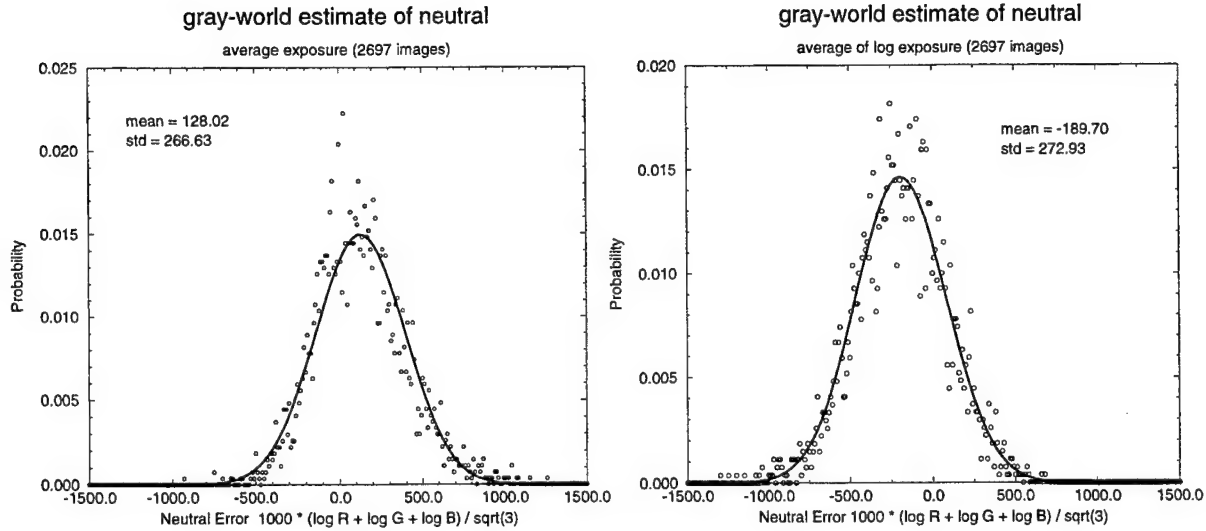 gray-world estimate of neutral
average exposure (2697 images)
0.025
0.020
0.015
0.010
0.005
0.000
Probability
mean = 128.02
std = 266.63
-1500.0 -1000.0 -500.0 0.0 500.0 1000.0 1500.0
Neutral Error 1000 * (log R + log G + log B) / sqrt(3)
gray-world estimate of neutral
average of log exposure (2697 images)
0.020
0.015
0.010
0.005
0.000
Probability
mean = -189.70
std = 272.93
-1500.0 -1000.0 -5000.0 0.0 500.0 1000.0 1500.0
Neutral Error 1000 * (log R + log G + log B) / sqrt(3)